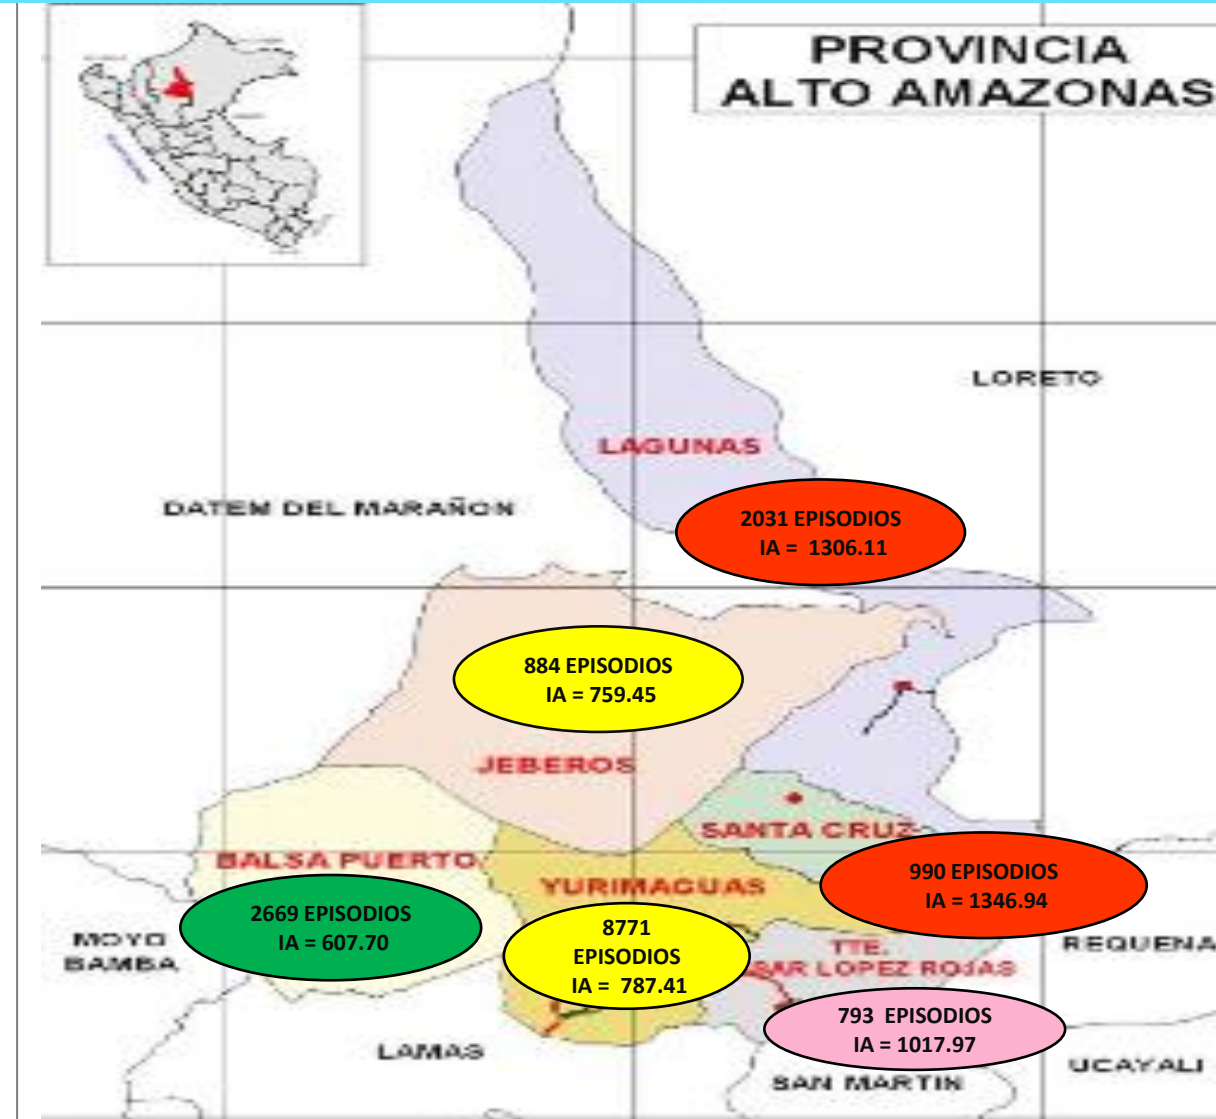 PROVINCIA
ALTO AMAZONAS
LORETO
LAGUNAS
DATEM DEL MARAÑON
2031 EPISODIOS
IA = 1306.11
884 EPISODIOS
IA = 759.45
JEBEROS
SANTA CRUZ
BALSA PUERTO
YURIMAGUAS
990 EPISODIOS
IA = 1346.94
2669 EPISODIOS
IA = 607.70
8771
EPISODIOS
IA = 787.41
MOYO
BAMBA
TTE.
SAR LOPEZ ROJAS
REQUENA
793 EPISODIOS
IA = 1017.97
LAMAS
SAN MARTIN
UCAYALI